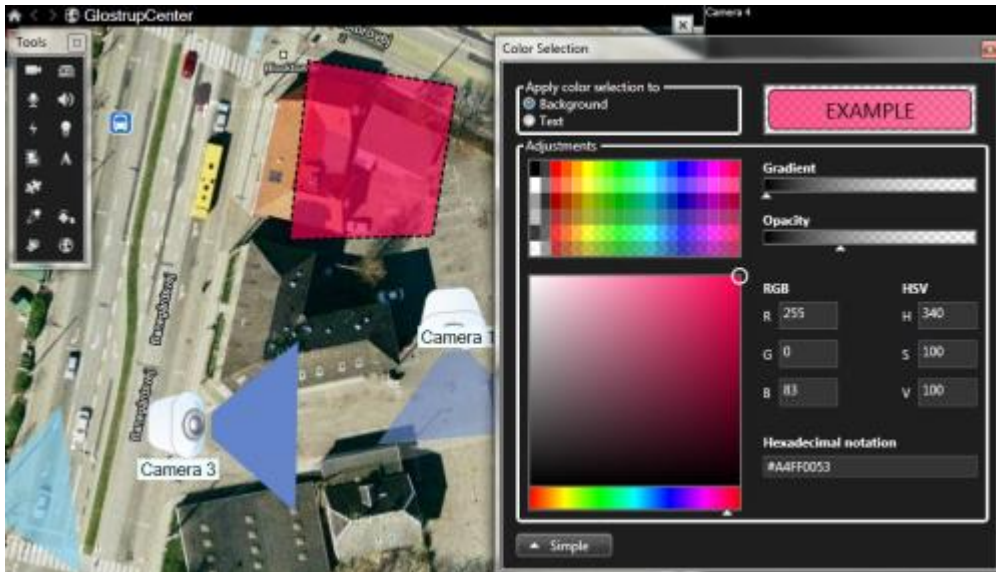 GlostrupCenter
Camera 4
Tools
Color Selection
Apply color selection to
Background
Text
EXAMPLE
Adjustments
Gradient
Opacity
RGB
HSV
R 255
H 340
G 0
S 100
B 83
V 100
Hexadecimal notation
#A4FF0053
Simple
Camera 1
Camera 3
A